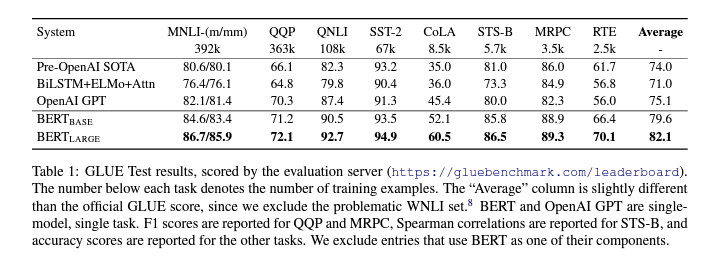 System MNLI-(m/mm) QQP QNLI SST-2 CoLA STS-B MRPC RTE Average
392k 363k 108k 67k 8.5k 5.7k 3.5k 2.5k -
Pre-OpenAI SOTA 80.6/80.1 66.1 82.3 93.2 35.0 81.0 86.0 61.7 74.0
BiLSTM+ELMo+Attn 76.4/76.1 64.8 79.8 90.4 36.0 73.3 84.9 56.8 71.0
OpenAI GPT 82.1/81.4 70.3 87.4 91.3 45.4 80.0 82.3 56.0 75.1
BERTBASE 84.6/83.4 71.2 90.5 93.5 52.1 85.8 88.9 66.4 79.6
BERTLARGE 86.7/85.9 72.1 92.7 94.9 60.5 86.5 89.3 70.1 82.1
Table 1: GLUE Test results, scored by the evaluation server (https://gluebenchmark.com/leaderboard).
The number below each task denotes the number of training examples. The “Average” column is slightly different
than the official GLUE score, since we exclude the problematic WNLI set.8 BERT and OpenAI GPT are single-
model, single task. F1 scores are reported for QQP and MRPC, Spearman correlations are reported for STS-B, and
accuracy scores are reported for the other tasks. We exclude entries that use BERT as one of their components.